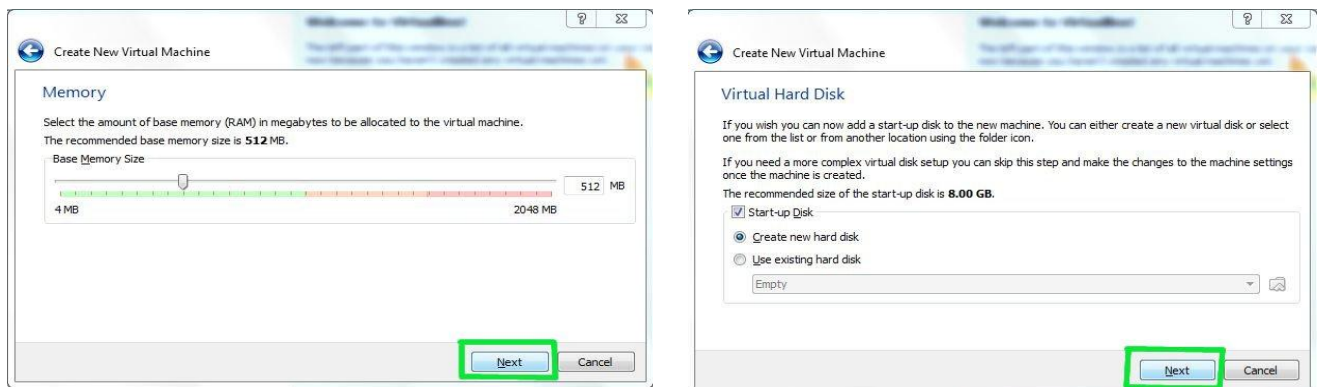 Create New Virtual Machine
Memory
Select the amount of base memory (RAM) in megabytes to be allocated to the virtual machine.
The recommended base memory size is 512 MB.
Base Memory Size
512 MB
4 MB 2048 MB
Next Cancel
Create New Virtual Machine
Virtual Hard Disk
If you wish you can now add a start-up disk to the new machine. You can either create a new virtual disk or select
one from the list or from another location using the folder icon.
If you need a more complex virtual disk setup you can skip this step and make the changes to the machine settings
once the machine is created.
The recommended size of the start-up disk is 8.00 GB.
Start-up Disk
Create new hard disk
Use existing hard disk
Empty
Next Cancel